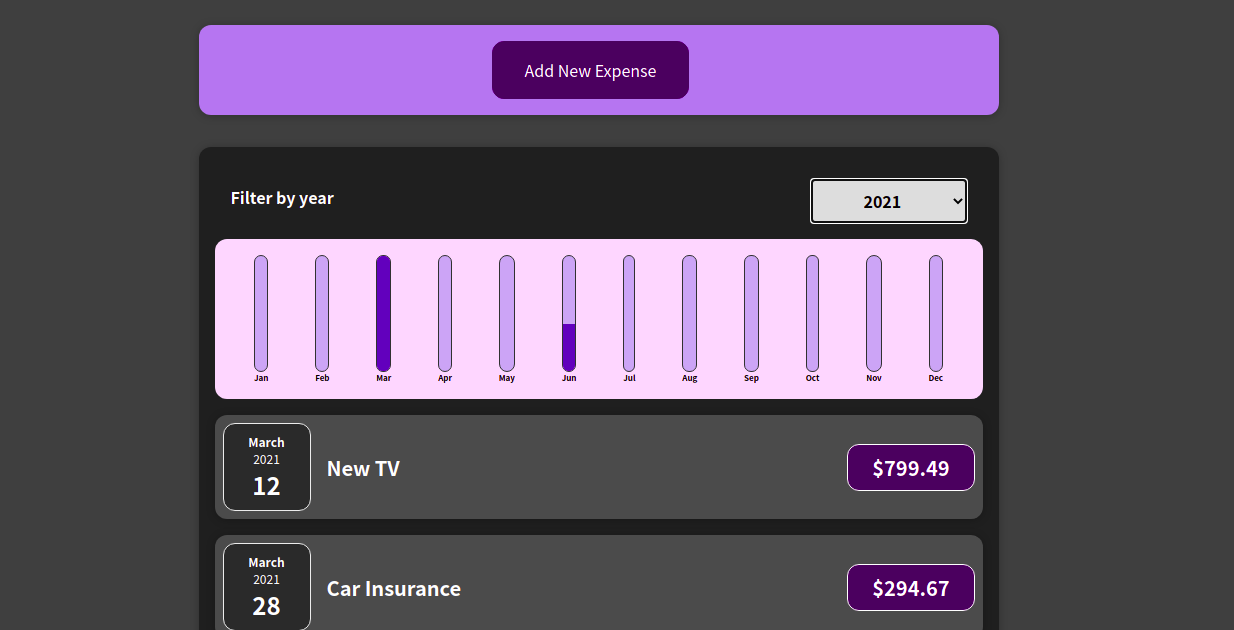 Add New Expense
Filter by year
2021
Jan Feb Mar Apr May Jun Jul Aug Sep Oct Nov Dec
March
2021
12
New TV
$799.49
March
2021
28
Car Insurance
$294.67